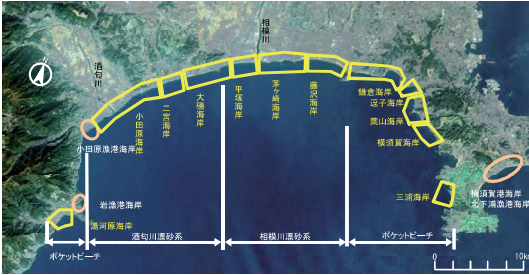 酒匂川
相模川
小田原海岸
二宮海岸
大磯海岸
平塚海岸
茅ヶ崎海岸
藤沢海岸
鎌倉海岸
逗子海岸
葉山海岸
横須賀海岸
小田原漁港海岸
岩漁港海岸
湯河原海岸
三浦海岸
横須賀港海岸
北下浦漁港海岸
ポケットビーチ
酒匂川漂砂系
相模川漂砂系
ポケットビーチ
0
10k